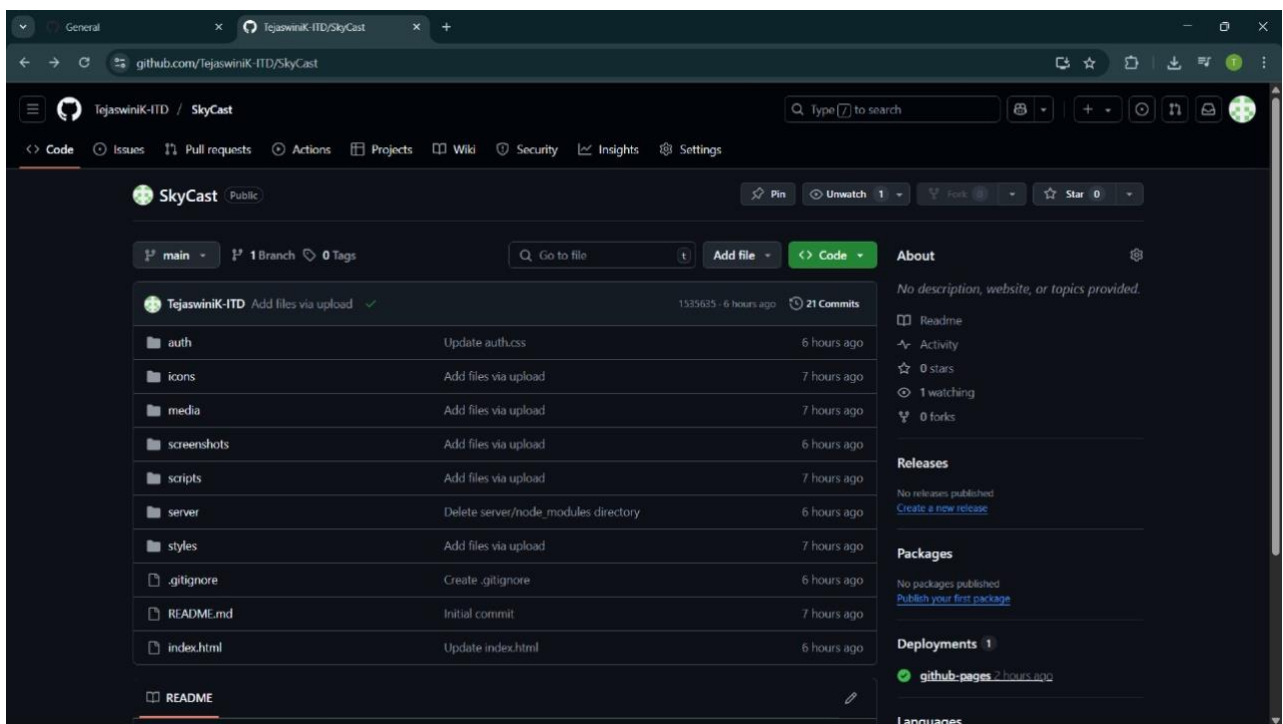 General
TejaswiniK-ITD/SkyCast
github.com/TejaswiniK-ITD/SkyCast
T
TejaswiniK-ITD / SkyCast
Type / to search
Code Issues Pull requests Actions Projects Wiki Security Insights Settings
SkyCast Public
Pin Unwatch 1 Fork 0 Star 0
main 1 Branch 0 Tags
Go to file t Add file Code
TejaswiniK-ITD Add files via upload 1535635 · 6 hours ago 21 Commits
auth Update auth.css 6 hours ago
icons Add files via upload 7 hours ago
media Add files via upload 7 hours ago
screenshots Add files via upload 6 hours ago
scripts Add files via upload 7 hours ago
server Delete server/node_modules directory 6 hours ago
styles Add files via upload 7 hours ago
.gitignore Create .gitignore 6 hours ago
README.md Initial commit 7 hours ago
index.html Update index.html 6 hours ago
README
About
No description, website, or topics provided.
Readme
Activity
0 stars
1 watching
0 forks
Releases
No releases published
Create a new release
Packages
No packages published
Publish your first package
Deployments 1
github-pages 2 hours ago
Languages